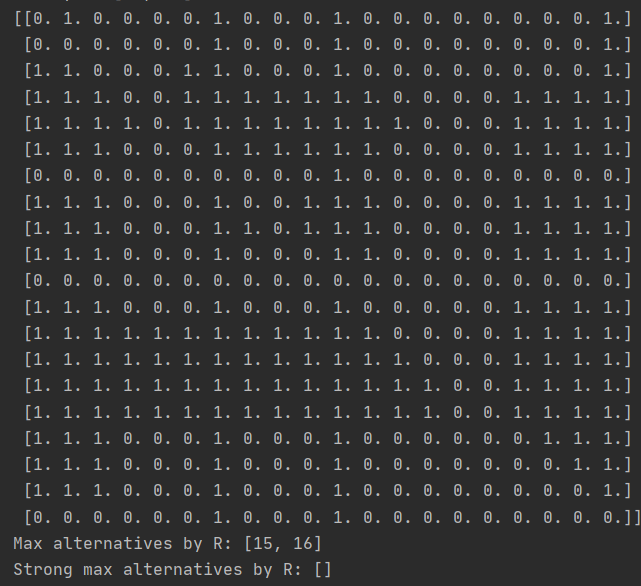 [[0. 1. 0. 0. 0. 0. 1. 0. 0. 0. 1. 0. 0. 0. 0. 0. 0. 0. 0. 1.]
[0. 0. 0. 0. 0. 0. 1. 0. 0. 0. 1. 0. 0. 0. 0. 0. 0. 0. 0. 1.]
[1. 1. 0. 0. 0. 1. 1. 0. 0. 0. 1. 0. 0. 0. 0. 0. 0. 0. 0. 1.]
[1. 1. 1. 0. 0. 1. 1. 1. 1. 1. 1. 1. 0. 0. 0. 0. 1. 1. 1. 1.]
[1. 1. 1. 1. 0. 1. 1. 1. 1. 1. 1. 1. 1. 0. 0. 0. 1. 1. 1. 1.]
[1. 1. 1. 0. 0. 0. 1. 1. 1. 1. 1. 1. 0. 0. 0. 0. 1. 1. 1. 1.]
[0. 0. 0. 0. 0. 0. 0. 0. 0. 0. 1. 0. 0. 0. 0. 0. 0. 0. 0. 0.]
[1. 1. 1. 0. 0. 0. 1. 0. 0. 1. 1. 1. 0. 0. 0. 0. 1. 1. 1. 1.]
[1. 1. 1. 0. 0. 0. 1. 1. 0. 1. 1. 1. 0. 0. 0. 0. 1. 1. 1. 1.]
[1. 1. 1. 0. 0. 0. 1. 0. 0. 0. 1. 1. 0. 0. 0. 0. 1. 1. 1. 1.]
[0. 0. 0. 0. 0. 0. 0. 0. 0. 0. 0. 0. 0. 0. 0. 0. 0. 0. 0. 0.]
[1. 1. 1. 0. 0. 0. 1. 0. 0. 0. 1. 0. 0. 0. 0. 0. 1. 1. 1. 1.]
[1. 1. 1. 1. 1. 1. 1. 1. 1. 1. 1. 1. 0. 0. 0. 0. 1. 1. 1. 1.]
[1. 1. 1. 1. 1. 1. 1. 1. 1. 1. 1. 1. 1. 0. 0. 0. 1. 1. 1. 1.]
[1. 1. 1. 1. 1. 1. 1. 1. 1. 1. 1. 1. 1. 1. 0. 0. 1. 1. 1. 1.]
[1. 1. 1. 1. 1. 1. 1. 1. 1. 1. 1. 1. 1. 1. 0. 0. 1. 1. 1. 1.]
[1. 1. 1. 0. 0. 0. 1. 0. 0. 0. 1. 0. 0. 0. 0. 0. 0. 1. 1. 1.]
[1. 1. 1. 0. 0. 0. 1. 0. 0. 0. 1. 0. 0. 0. 0. 0. 0. 0. 1. 1.]
[1. 1. 1. 0. 0. 0. 1. 0. 0. 0. 1. 0. 0. 0. 0. 0. 0. 0. 0. 1.]
[0. 0. 0. 0. 0. 0. 1. 0. 0. 0. 1. 0. 0. 0. 0. 0. 0. 0. 0. 0.]]
Max alternatives by R: [15, 16]
Strong max alternatives by R: []